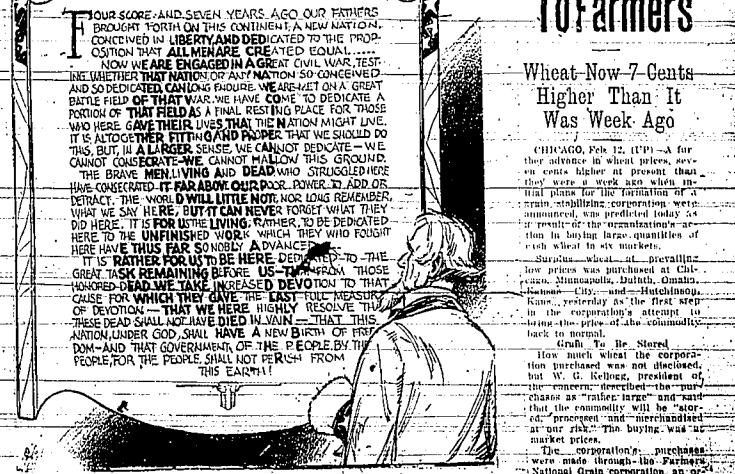 FOUR SCORE AND SEVEN YEARS AGO OUR FATHERS
BROUGHT FORTH ON THIS CONTINENT, A NEW NATION,
CONCEIVED IN LIBERTY, AND DEDICATED TO THE PROP-
OSITION THAT ALL MEN ARE CREATED EQUAL......
NOW WE ARE ENGAGED IN A GREAT CIVIL WAR, TEST-
ING WHETHER THAT NATION, OR ANY NATION SO CONCEIVED
AND SO DEDICATED, CAN LONG ENDURE. WE ARE MET ON A GREAT
BATTLE FIELD OF THAT WAR. WE HAVE COME TO DEDICATE A
PORTION OF THAT FIELD AS A FINAL RESTING PLACE FOR THOSE
WHO HERE GAVE THEIR LIVES, THAT THE NATION MIGHT LIVE.
IT IS ALTOGETHER FITTING AND PROPER THAT WE SHOULD DO
THIS, BUT, IN A LARGER SENSE, WE CANNOT DEDICATE — WE
CANNOT CONSECRATE — WE CANNOT HALLOW THIS GROUND.
THE BRAVE MEN, LIVING AND DEAD WHO STRUGGLED HERE
HAVE CONSECRATED IT FAR ABOVE OUR POOR POWER TO ADD OR
DETRACT. THE WORLD WILL LITTLE NOTE, NOR LONG REMEMBER,
WHAT WE SAY HERE, BUT IT CAN NEVER FORGET WHAT THEY
DID HERE. IT IS FOR US THE LIVING, RATHER, TO BE DEDICATED
HERE TO THE UNFINISHED WORK WHICH THEY WHO FOUGHT
HERE HAVE THUS FAR SO NOBLY ADVANCED.
IT IS RATHER FOR US TO BE HERE DEDICATED TO THE
GREAT TASK REMAINING BEFORE US — FROM THOSE
HONORED DEAD WE TAKE INCREASED DEVOTION TO THAT
CAUSE FOR WHICH THEY GAVE THE LAST FULL MEASURE
OF DEVOTION — THAT WE HERE HIGHLY RESOLVE
THESE DEAD SHALL NOT HAVE DIED IN VAIN — THAT THIS
NATION, UNDER GOD, SHALL HAVE A NEW BIRTH OF FREE-
DOM — AND THAT GOVERNMENT, OF THE PEOPLE, BY THE
PEOPLE, FOR THE PEOPLE, SHALL NOT PERISH FROM
THIS EARTH!
To Farmers
Wheat Now 7 Cents
Higher Than It
Was Week Ago
CHICAGO, Feb. 12. (UP)—A fur
ther advance in wheat prices, sev-
en cents higher at present than
they were a week ago when in-
itial plans for the formation of a
grain stabilizing corporation were
announced, was predicted today as
a result of the organization's ac-
tion in buying large quantities of
cash wheat in six markets.
Surplus wheat at prevailing
low prices was purchased at Chi-
cago, Minneapolis, Duluth, Omaha,
Kansas City, and Hutchinson,
Kans., yesterday as the first step
in the corporation's attempt to
bring the price of the commodity
back to normal.
Grain To Be Stored
How much wheat the corpora-
tion purchased was not disclosed,
but W. G. Kellogg, president of
the concern, described the pur-
chases as "rather large" and said
that the commodity will be "stor-
ed, processed and merchandised
at our risk." The buying was at
market prices.
The corporation's purchases
were made through the Farmers
National Grain corporation, an or-